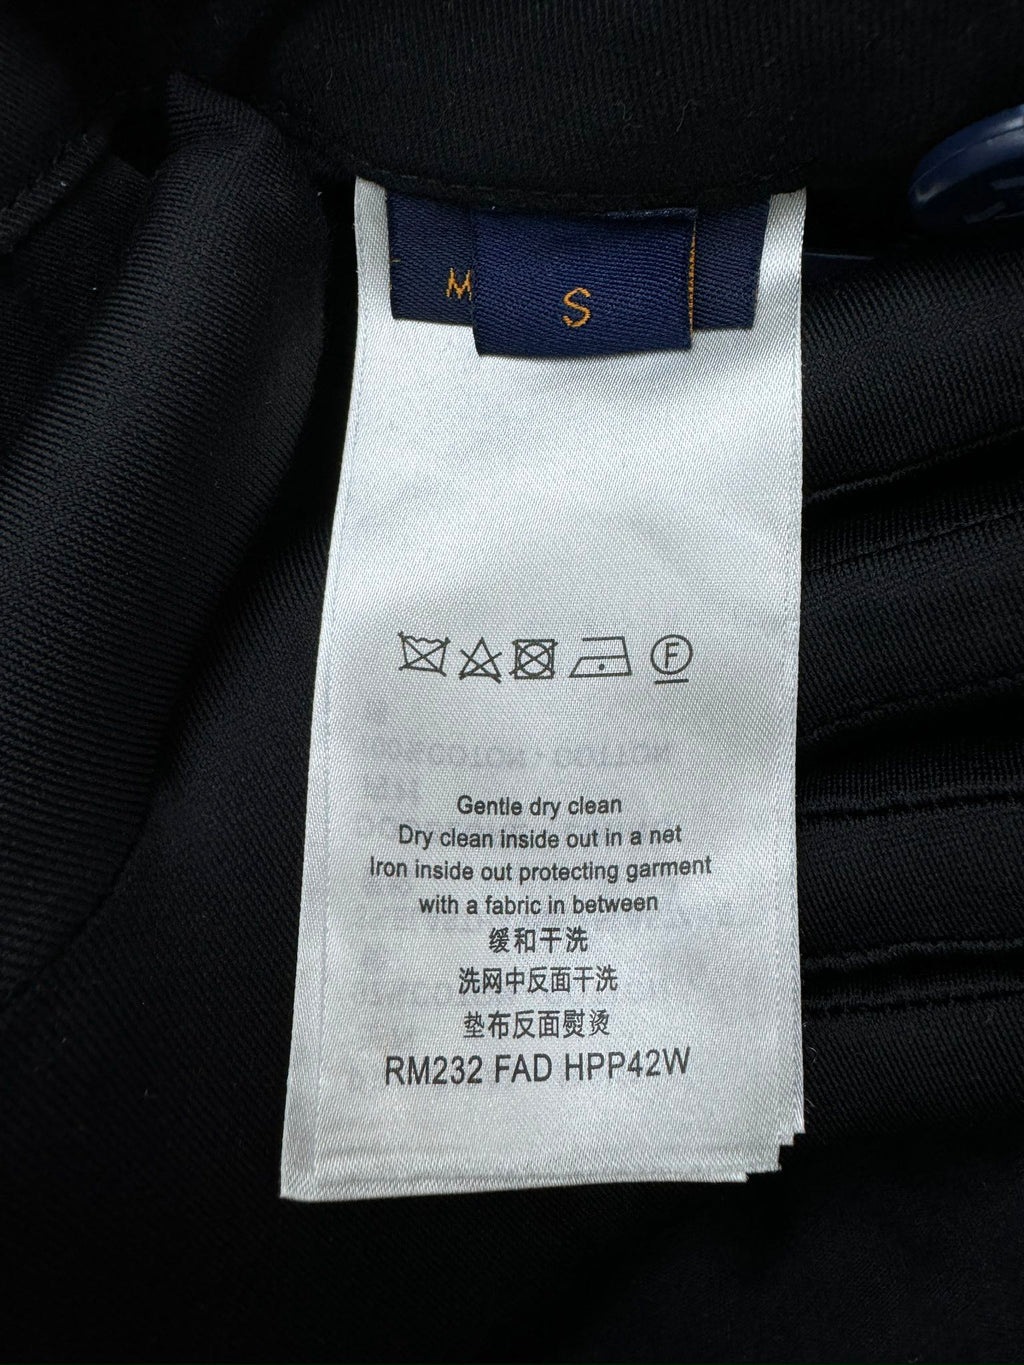 M
S
F
Gentle dry clean
Dry clean inside out in a net
Iron inside out protecting garment
with a fabric in between
缓和干洗
洗网中反面干洗
垫布反面熨烫
RM232 FAD HPP42W